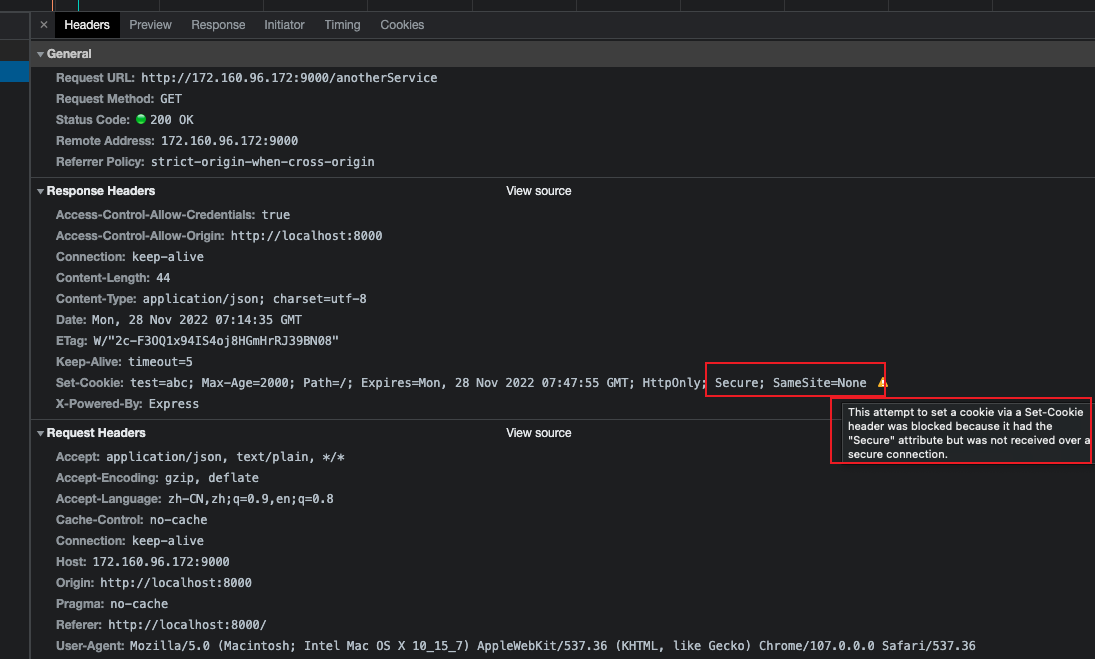 × Headers Preview Response Initiator Timing Cookies
General
Request URL: http://172.160.96.172:9000/anotherService
Request Method: GET
Status Code: 200 OK
Remote Address: 172.160.96.172:9000
Referrer Policy: strict-origin-when-cross-origin
Response Headers View source
Access-Control-Allow-Credentials: true
Access-Control-Allow-Origin: http://localhost:8000
Connection: keep-alive
Content-Length: 44
Content-Type: application/json; charset=utf-8
Date: Mon, 28 Nov 2022 07:14:35 GMT
ETag: W/"2c-F3OQ1x94IS4oj8HGmHrRJ39BN08"
Keep-Alive: timeout=5
Set-Cookie: test=abc; Max-Age=2000; Path=/; Expires=Mon, 28 Nov 2022 07:47:55 GMT; HttpOnly; Secure; SameSite=None
X-Powered-By: Express
This attempt to set a cookie via a Set-Cookie
header was blocked because it had the
"Secure" attribute but was not received over a
secure connection.
Request Headers View source
Accept: application/json, text/plain, */*
Accept-Encoding: gzip, deflate
Accept-Language: zh-CN,zh;q=0.9,en;q=0.8
Cache-Control: no-cache
Connection: keep-alive
Host: 172.160.96.172:9000
Origin: http://localhost:8000
Pragma: no-cache
Referer: http://localhost:8000/
User-Agent: Mozilla/5.0 (Macintosh; Intel Mac OS X 10_15_7) AppleWebKit/537.36 (KHTML, like Gecko) Chrome/107.0.0.0 Safari/537.36